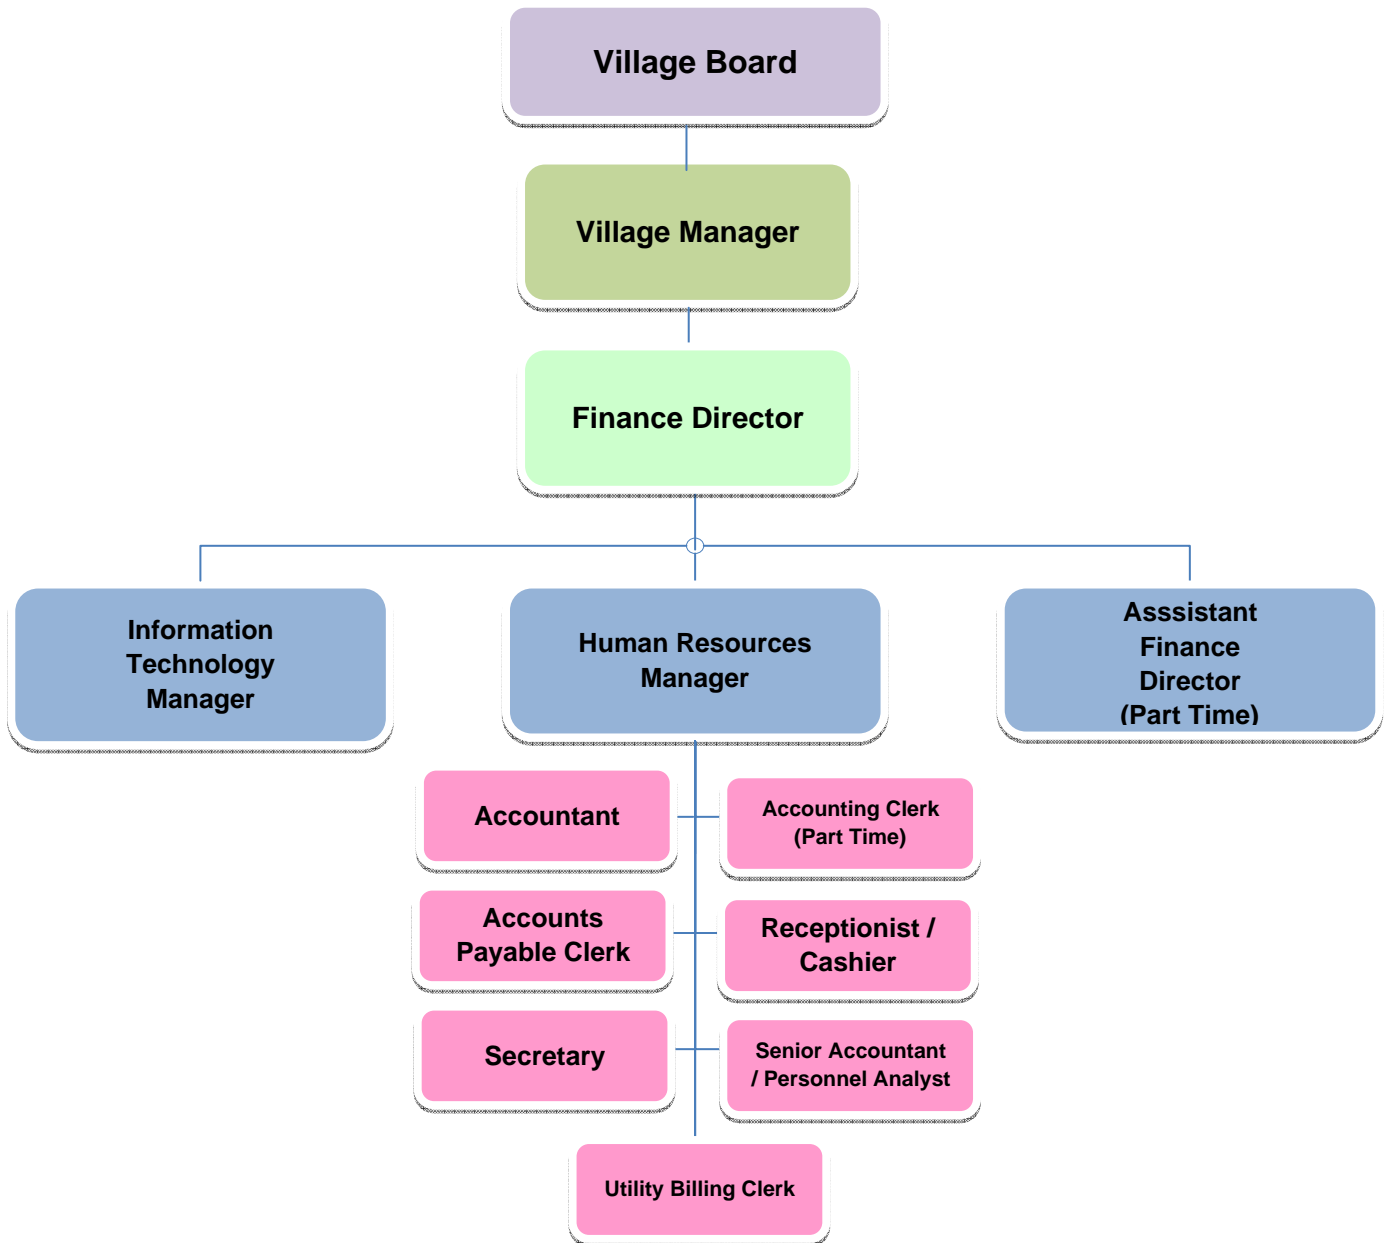 Village Board
Village Manager
Finance Director
Information
Technology
Manager
Human Resources
Manager
Asssistant
Finance
Director
(Part Time)
Accountant
Accounting Clerk
(Part Time)
Accounts
Payable Clerk
Receptionist /
Cashier
Secretary
Senior Accountant
/ Personnel Analyst
Utility Billing Clerk